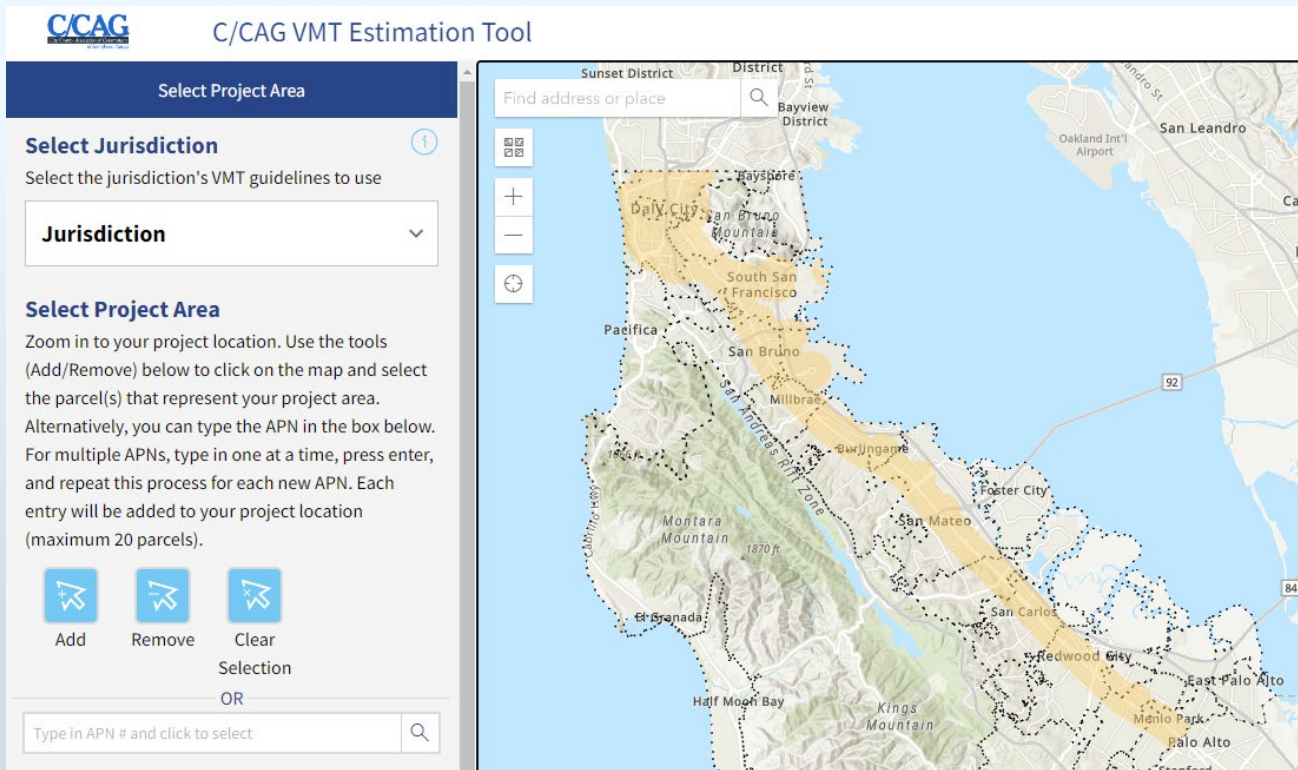 C/CAG
C/CAG VMT Estimation Tool
Select Project Area
Select Jurisdiction
Select the jurisdiction's VMT guidelines to use
Jurisdiction
Select Project Area
Zoom in to your project location. Use the tools
(Add/Remove) below to click on the map and select
the parcel(s) that represent your project area.
Alternatively, you can type the APN in the box below.
For multiple APNs, type in one at a time, press enter,
and repeat this process for each new APN. Each
entry will be added to your project location
(maximum 20 parcels).
Add
Remove
Clear
Selection
OR
Type in APN # and click to select
Find address or place
Sunset District
District
Bayview
District
Oakland Int'l
Airport
San Leandro
Bayshore
Daly City
San Bruno
Mountain
South San
Francisco
Pacifica
San Bruno
92
Millbrae
San Andreas Rift Zone
Burlingame
Foster City
Cabrillo Hwy
San Mateo
Montara
Mountain
1870 ft
84
San Carlos
El Granada
Redwood City
East Palo Alto
Half Moon Bay
Kings
Mountain
Menlo Park
Palo Alto
Stanford